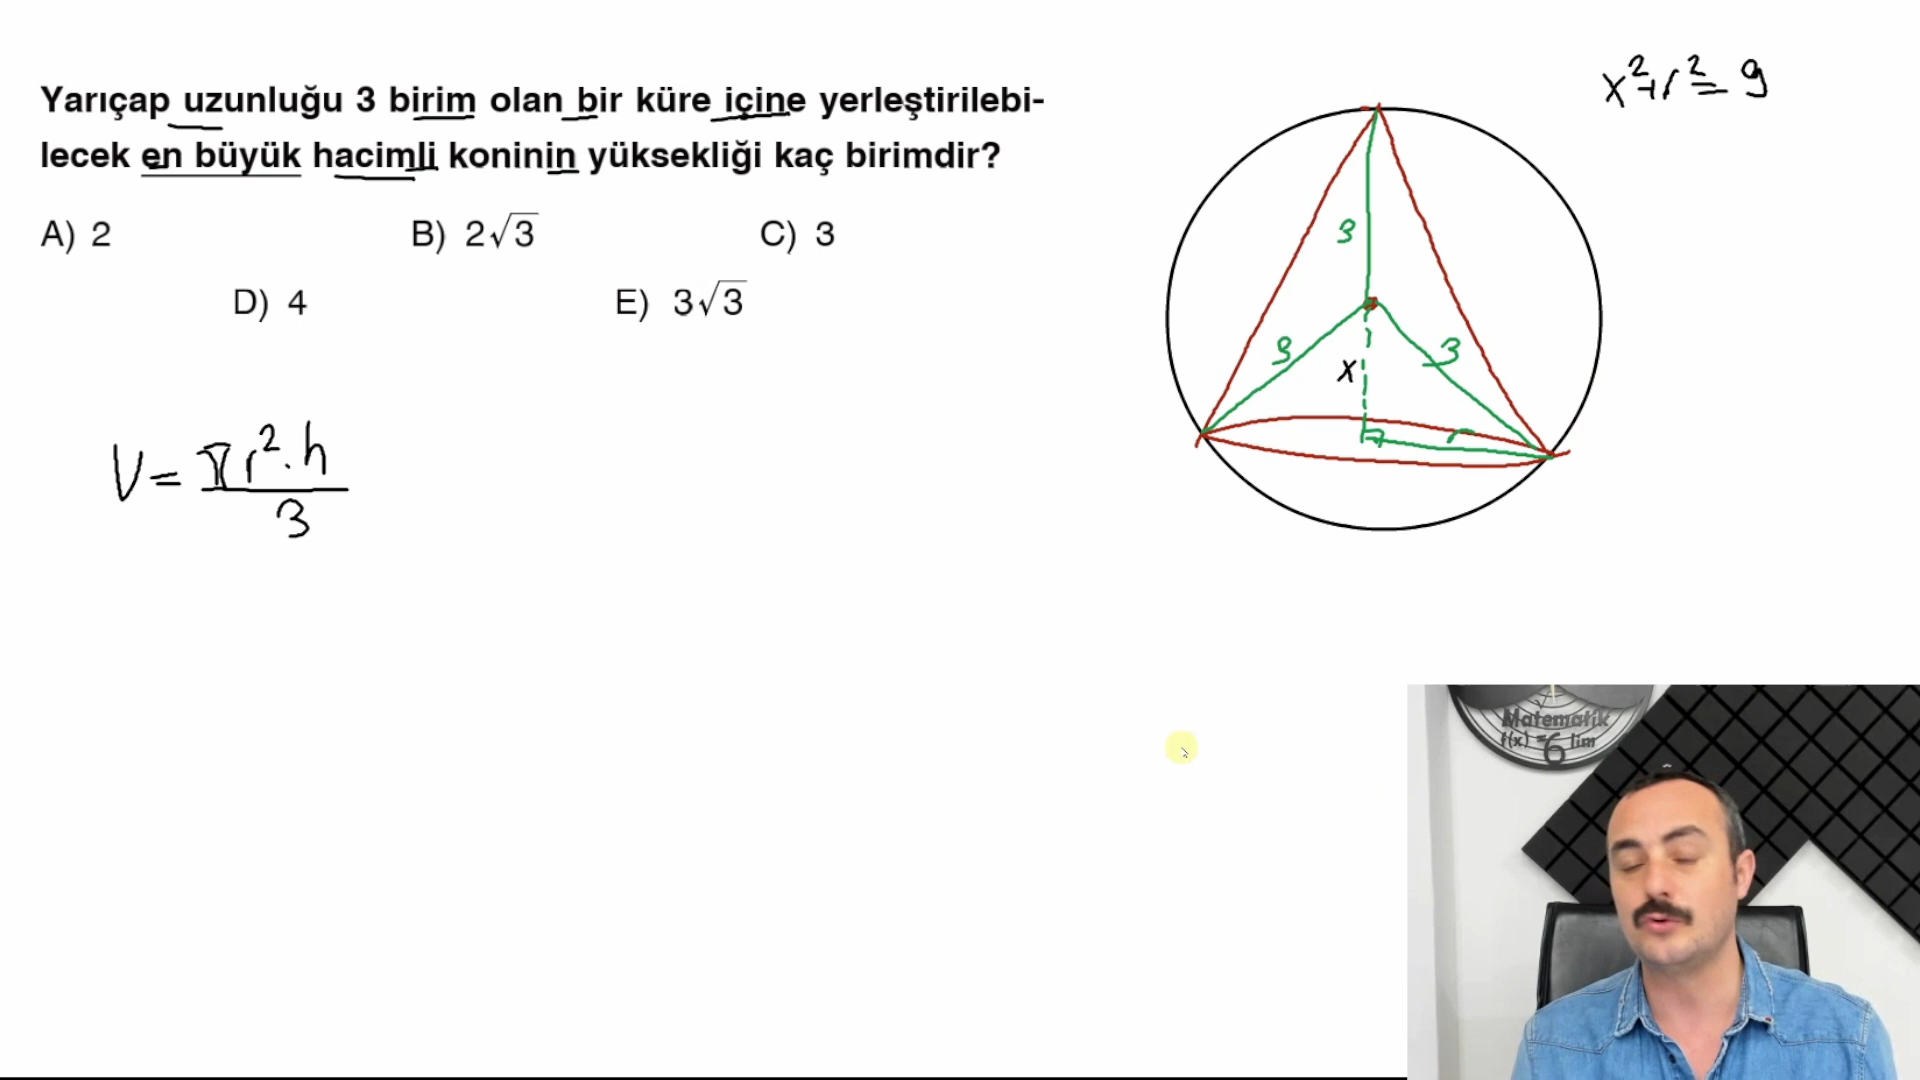 Yarıçap uzunluğu 3 birim olan bir küre içine yerleştirilebi-
lecek en büyük hacimli koninin yüksekliği kaç birimdir?
A) 2
B) 2√3
C) 3
D) 4
E) 3√3
V = πr². h
3
x² + r² = 9
3
3
3
x
r
Matematik
f(x) = lim
6